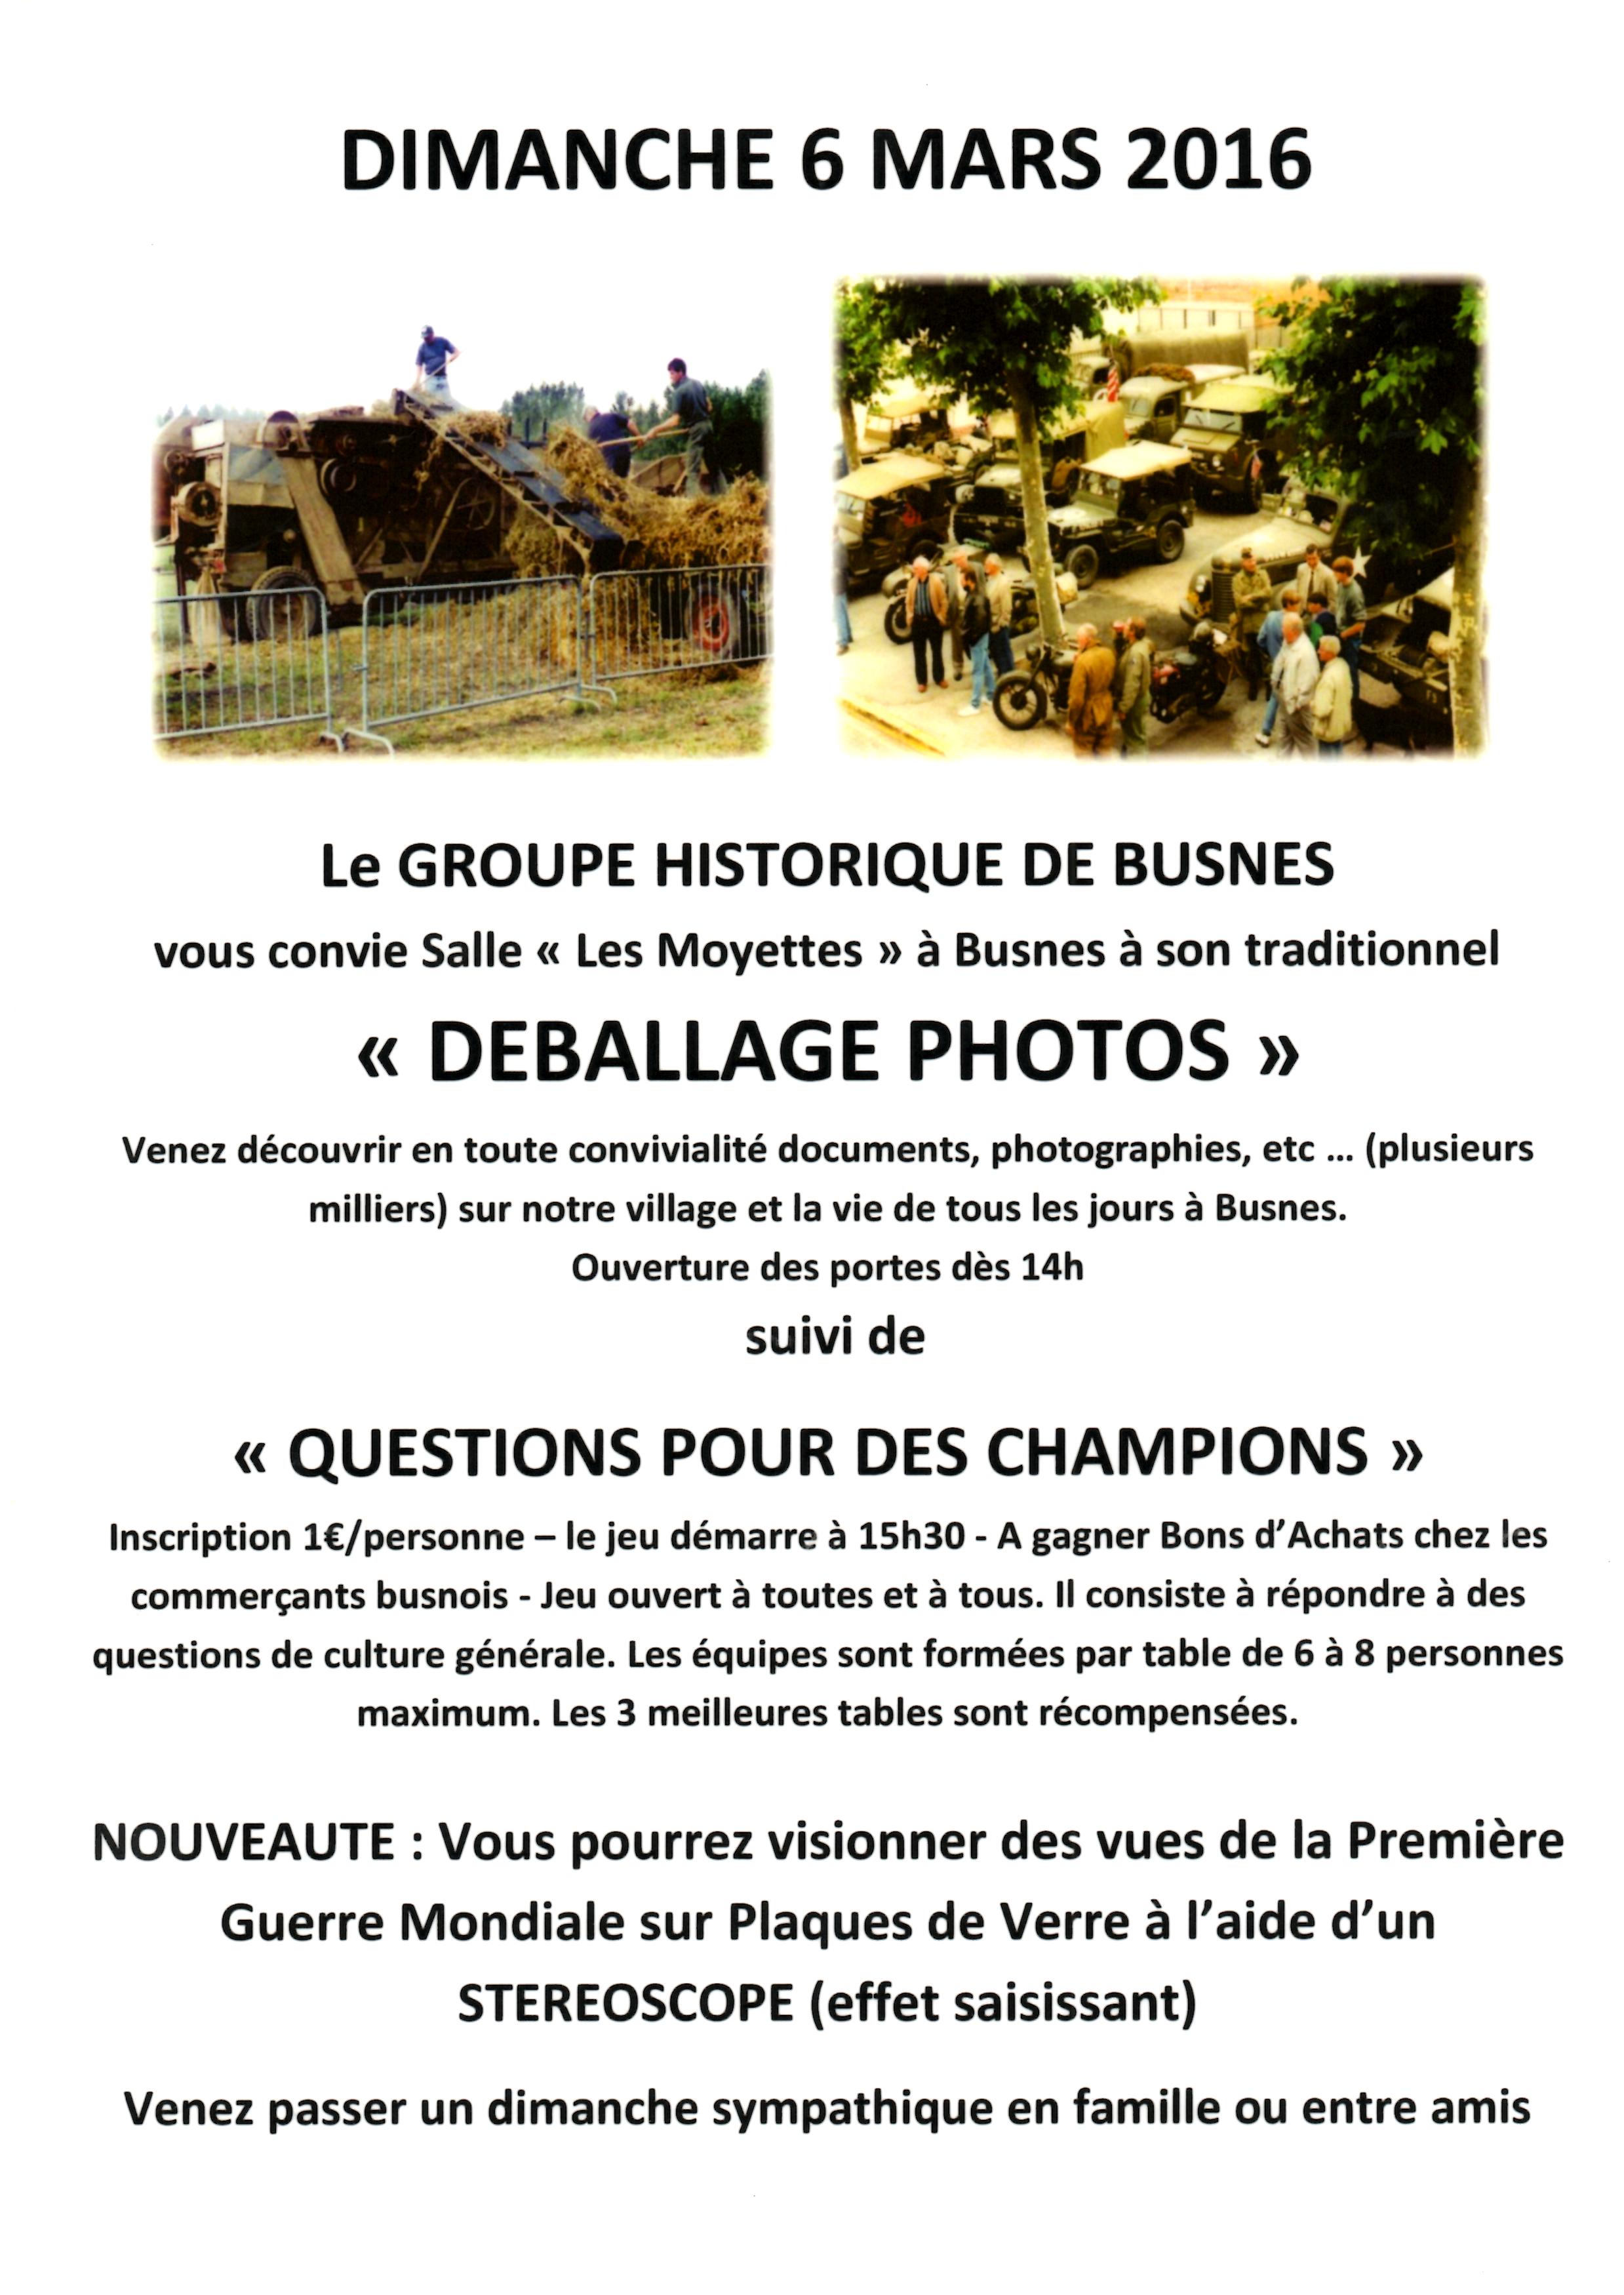 DIMANCHE 6 MARS 2016
Le GROUPE HISTORIQUE DE BUSNES
vous convie Salle « Les Moyettes » à Busnes à son traditionnel
« DEBALLAGE PHOTOS »
Venez découvrir en toute convivialité documents, photographies, etc ... (plusieurs
milliers) sur notre village et la vie de tous les jours à Busnes.
Ouverture des portes dès 14h
suivi de
« QUESTIONS POUR DES CHAMPIONS »
Inscription 1€/personne – le jeu démarre à 15h30 - A gagner Bons d’Achats chez les
commerçants busnois - Jeu ouvert à toutes et à tous. Il consiste à répondre à des
questions de culture générale. Les équipes sont formées par table de 6 à 8 personnes
maximum. Les 3 meilleures tables sont récompensées.
NOUVEAUTE : Vous pourrez visionner des vues de la Première
Guerre Mondiale sur Plaques de Verre à l’aide d’un
STEREOSCOPE (effet saisissant)
Venez passer un dimanche sympathique en famille ou entre amis